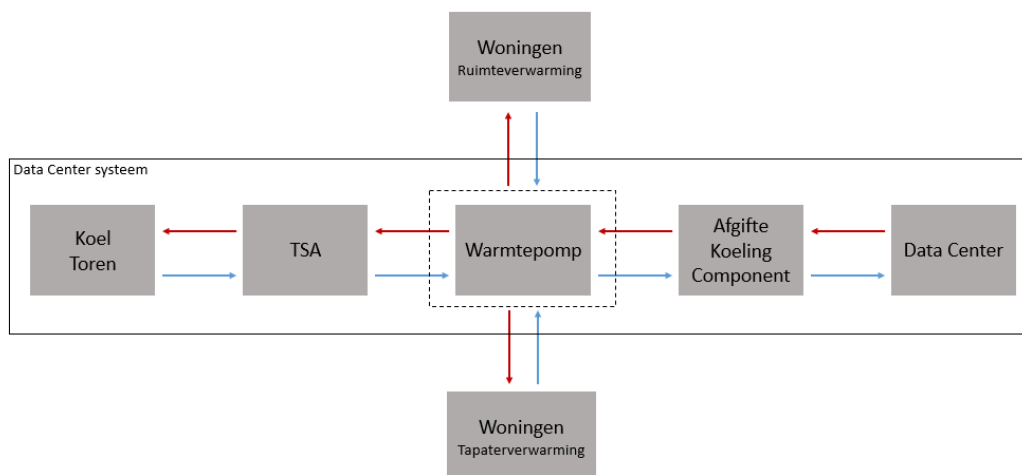 Woningen
Ruimteverwarming
Data Center systeem
Koel
Toren
TSA
Warmtepomp
Afgifte
Koeling
Component
Data Center
Woningen
Tapaterverwarming